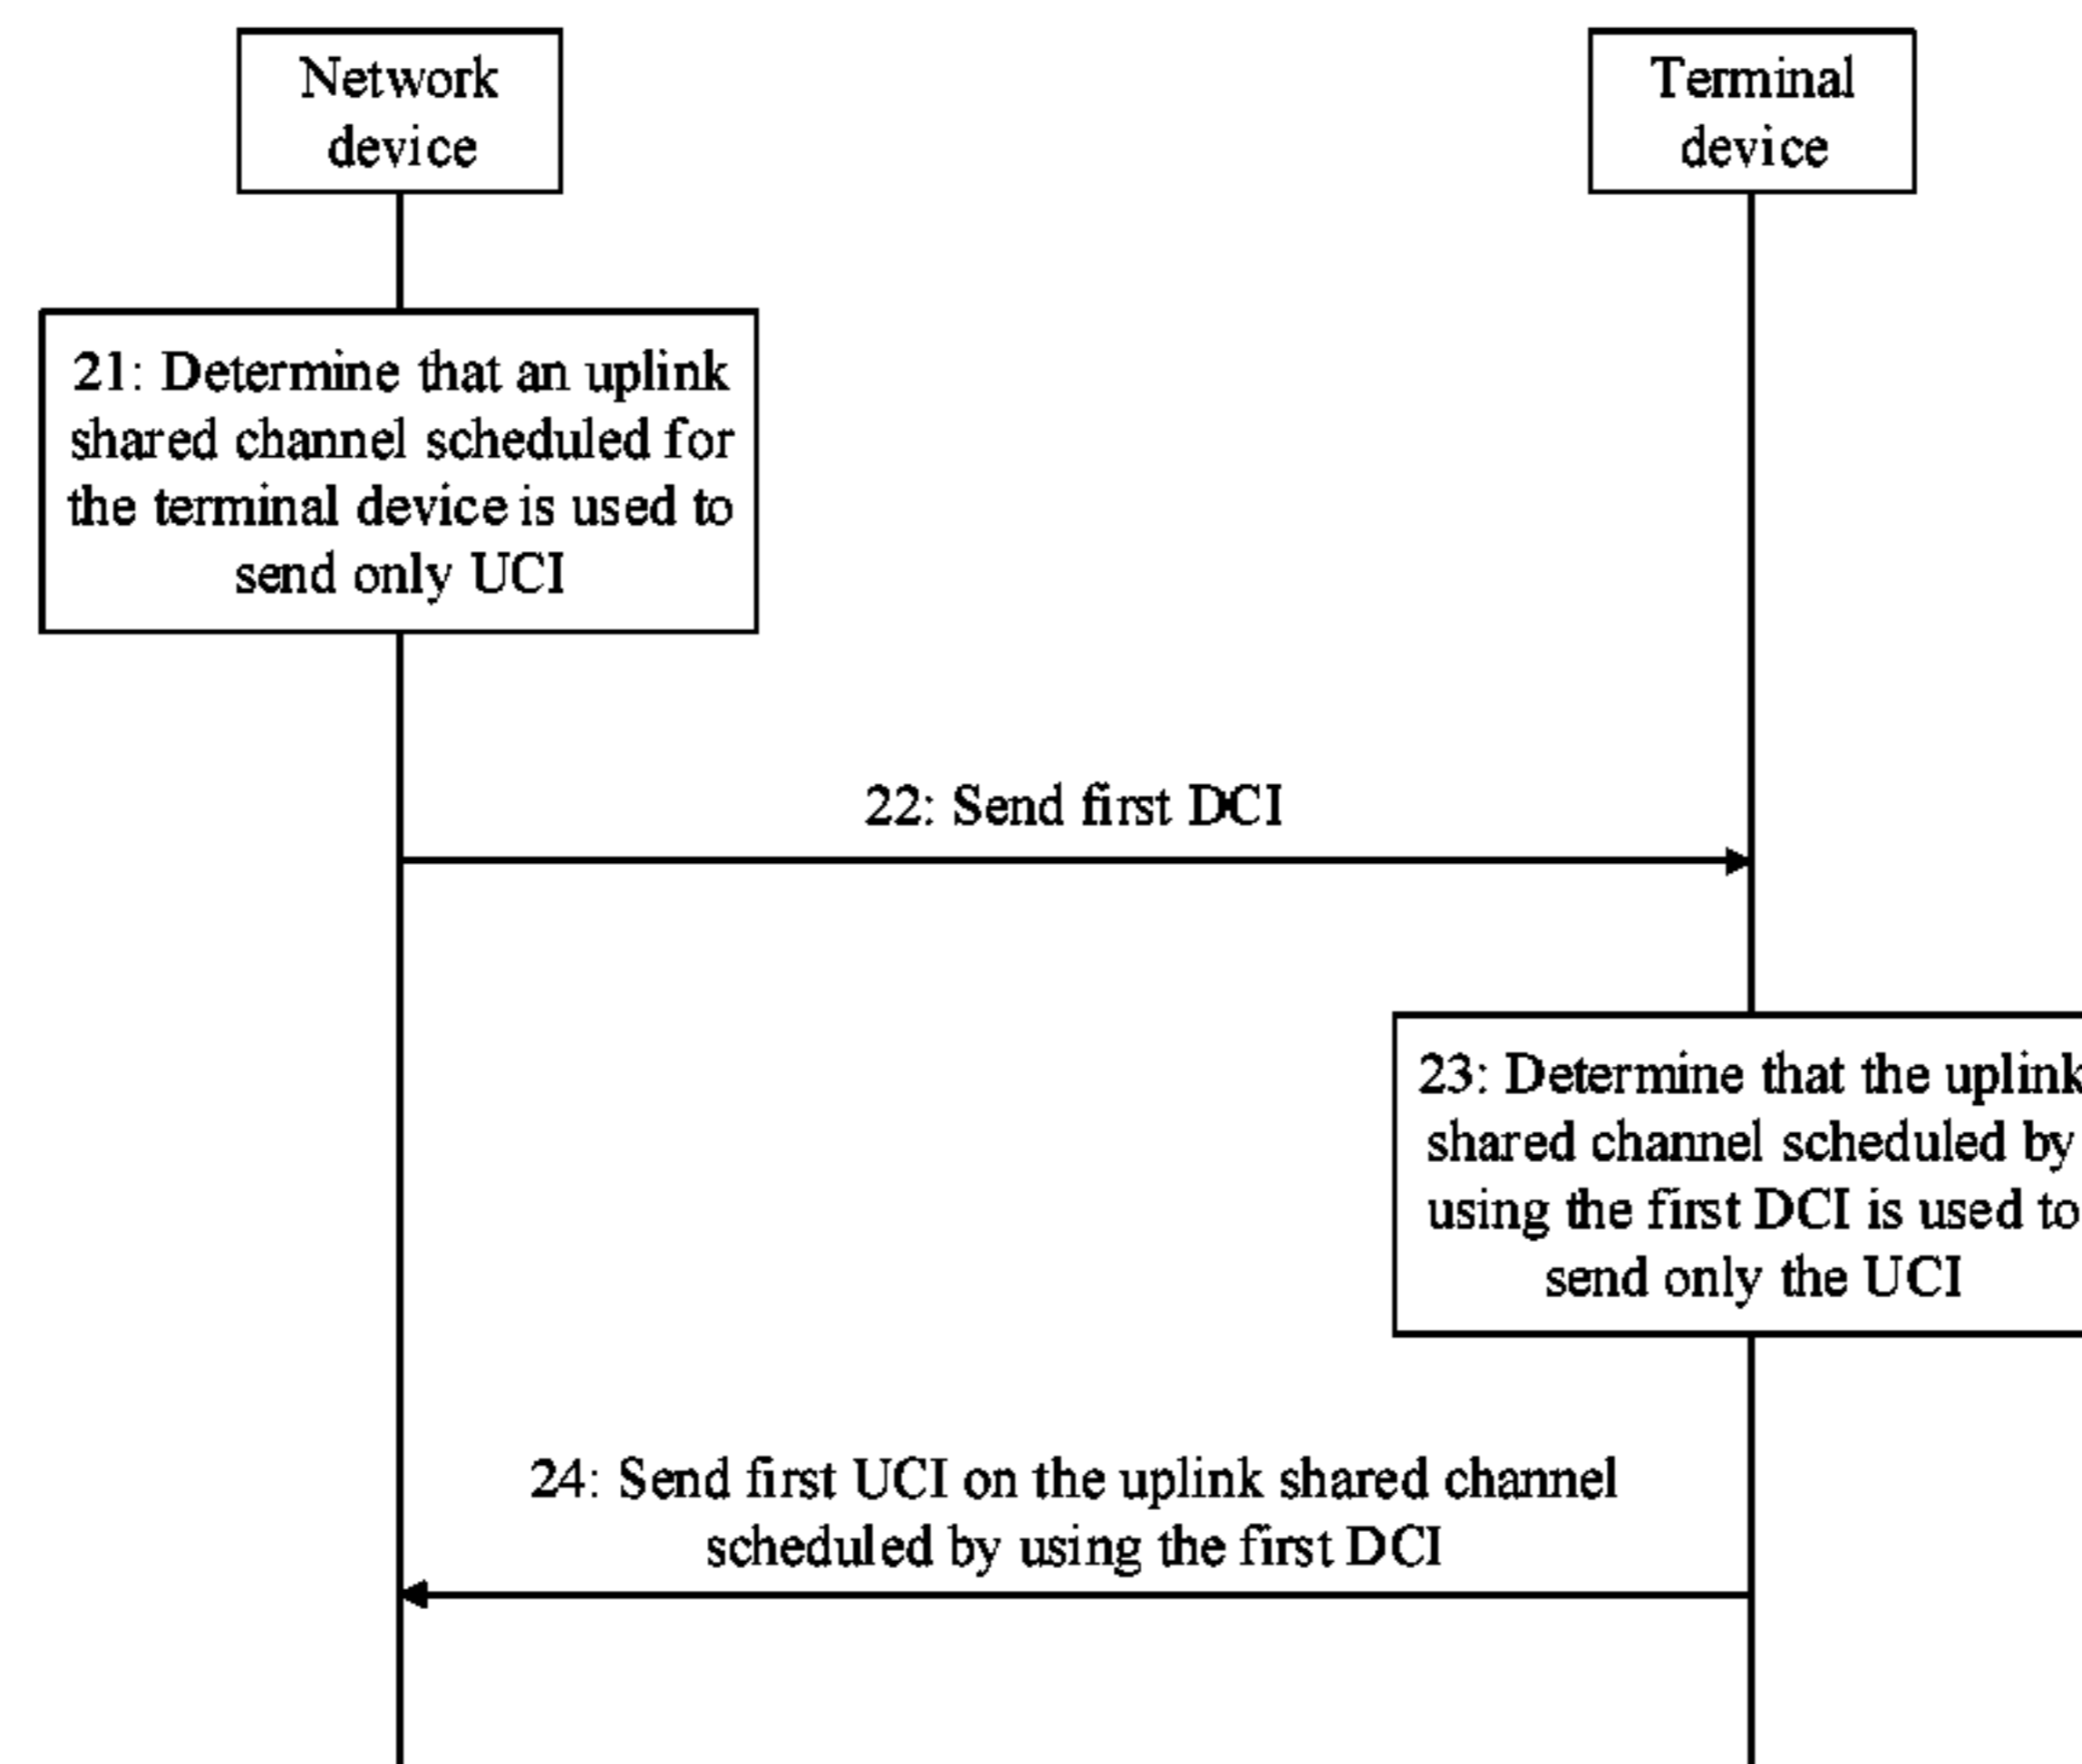 Network
device
Terminal
device
21: Determine that an uplink
shared channel scheduled for
the terminal device is used to
send only UCI
22: Send first DCI
23: Determine that the uplink
shared channel scheduled by
using the first DCI is used to
send only the UCI
24: Send first UCI on the uplink shared channel
scheduled by using the first DCI